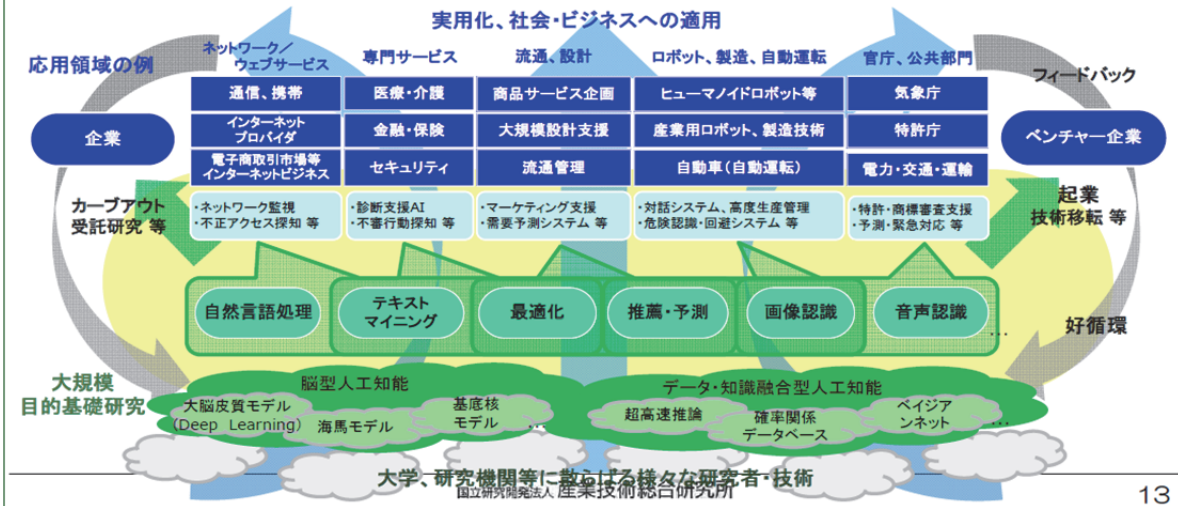 実用化、社会・ビジネスへの適用
応用領域の例
ネットワーク／
ウェブサービス
専門サービス
流通、設計
ロボット、製造、自動運転
官庁、公共部門
フィードバック
企業
ベンチャー企業
通信、携帯
医療・介護
商品サービス企画
ヒューマノイドロボット等
気象庁
インターネット
プロバイダ
金融・保険
大規模設計支援
産業用ロボット、製造技術
特許庁
電子商取引市場等
インターネットビジネス
セキュリティ
流通管理
自動車(自動運転)
電力・交通・運輸
カーブアウト
受託研究 等
・ネットワーク監視
・不正アクセス探知 等
・診断支援AI
・不審行動探知 等
・マーケティング支援
・需要予測システム 等
・対話システム、高度生産管理
・危険認識・回避システム 等
・特許・商標審査支援
・予測・緊急対応 等
起業
技術移転 等
自然言語処理
テキスト
マイニング
最適化
推薦・予測
画像認識
音声認識
…
好循環
大規模
目的基礎研究
脳型人工知能
大脳皮質モデル
(Deep Learning)
海馬モデル
基底核
モデル
…
データ・知識融合型人工知能
超高速推論
確率関係
データベース
ベイジア
ンネット
…
大学、研究機関等に散らばる様々な研究者・技術
国立研究開発法人 産業技術総合研究所
13